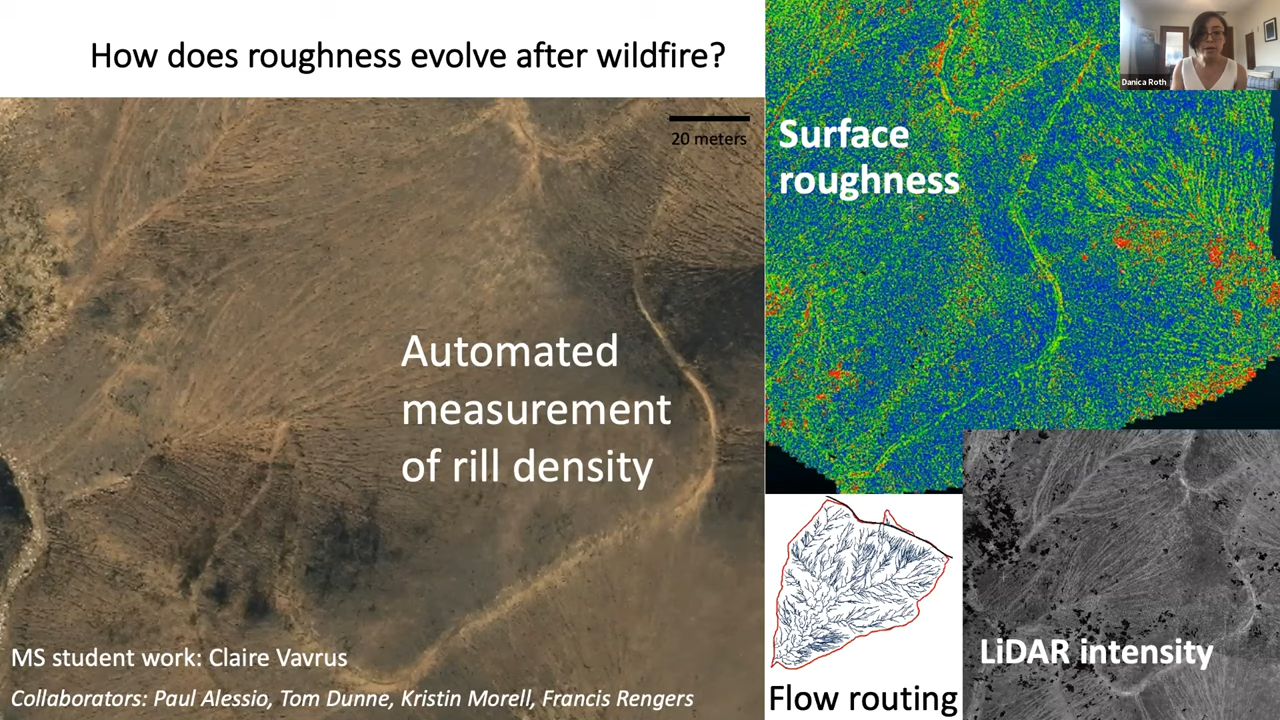 How does roughness evolve after wildfire?
20 meters
Automated
measurement
of rill density
MS student work: Claire Vavrus
Collaborators: Paul Alessio, Tom Dunne, Kristin Morell, Francis Rengers
Surface
roughness
Danica Roth
Flow routing
LiDAR intensity